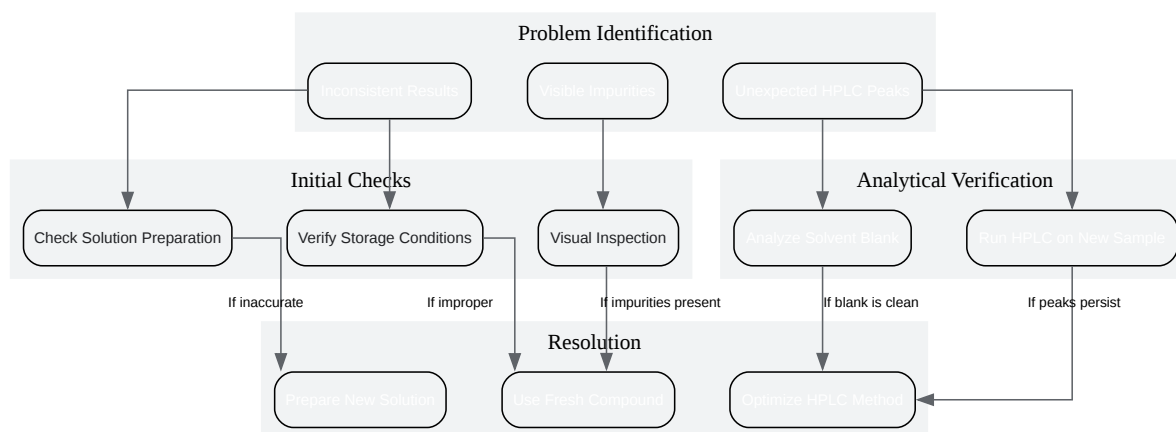 Problem Identification
Inconsistent Results
Visible Impurities
Unexpected HPLC Peaks
Initial Checks
Analytical Verification
Check Solution Preparation
Verify Storage Conditions
Visual Inspection
Analyze Solvent Blank
Run HPLC on New Sample
If inaccurate
If improper
If impurities present
If blank is clean
If peaks persist
Resolution
Prepare New Solution
Use Fresh Compound
Optimize HPLC Method